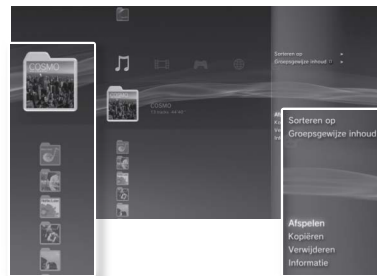 COSMO
COSMO
Sorteren op
Groepsgewijze inhoud
Sorteren op
Groepsgewijze inhoud
Afspelen
Kopiëren
Verwijderen
Informatie